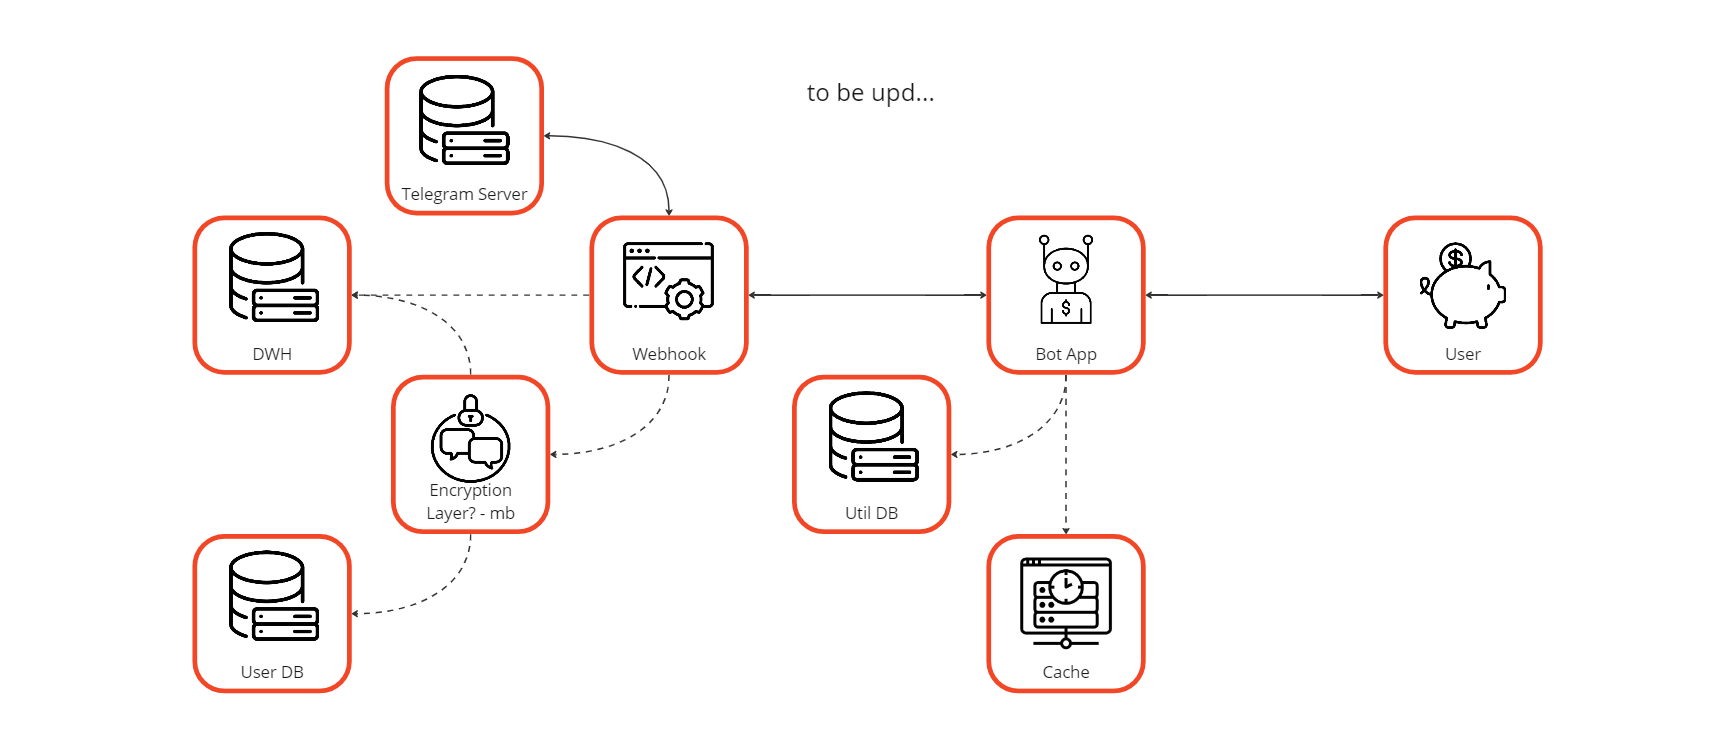 to be upd...
Telegram Server
DWH
Webhook
Bot App
User
Encryption
Layer? - mb
Util DB
User DB
Cache